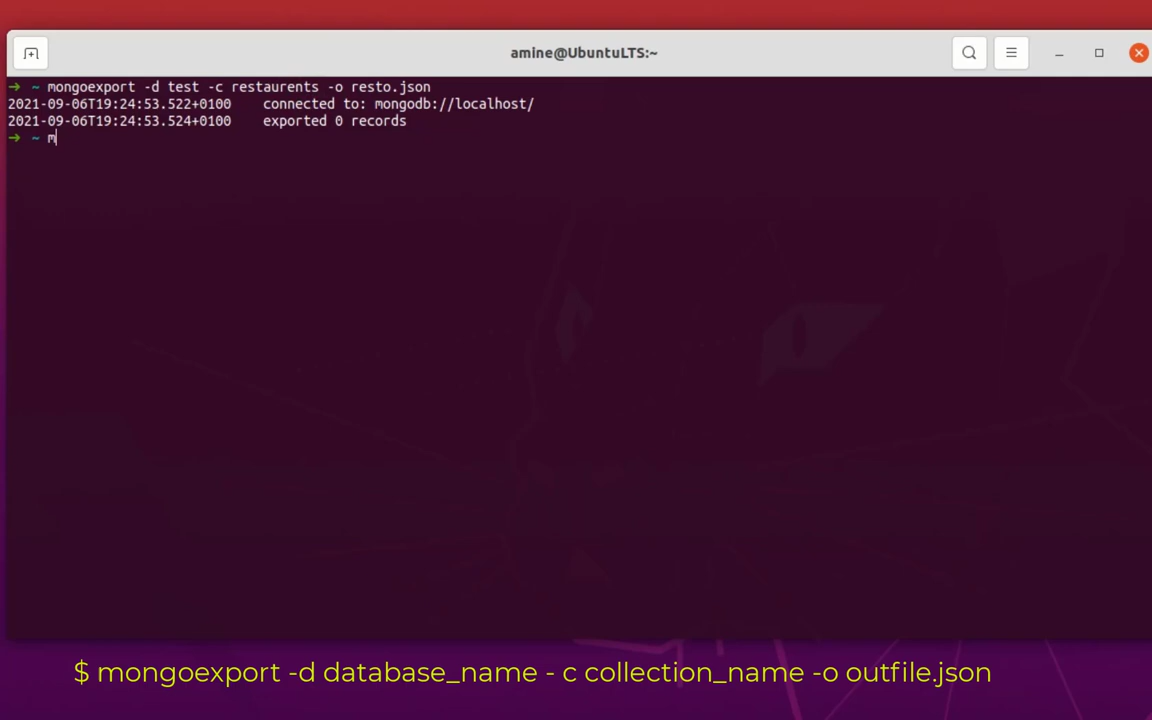 amine@UbuntuLTS:~
➜ ~ mongoexport -d test -c restaurents -o resto.json
2021-09-06T19:24:53.522+0100    connected to: mongodb://localhost/
2021-09-06T19:24:53.524+0100    exported 0 records
➜ ~ m
$ mongoexport -d database_name - c collection_name -o outfile.json